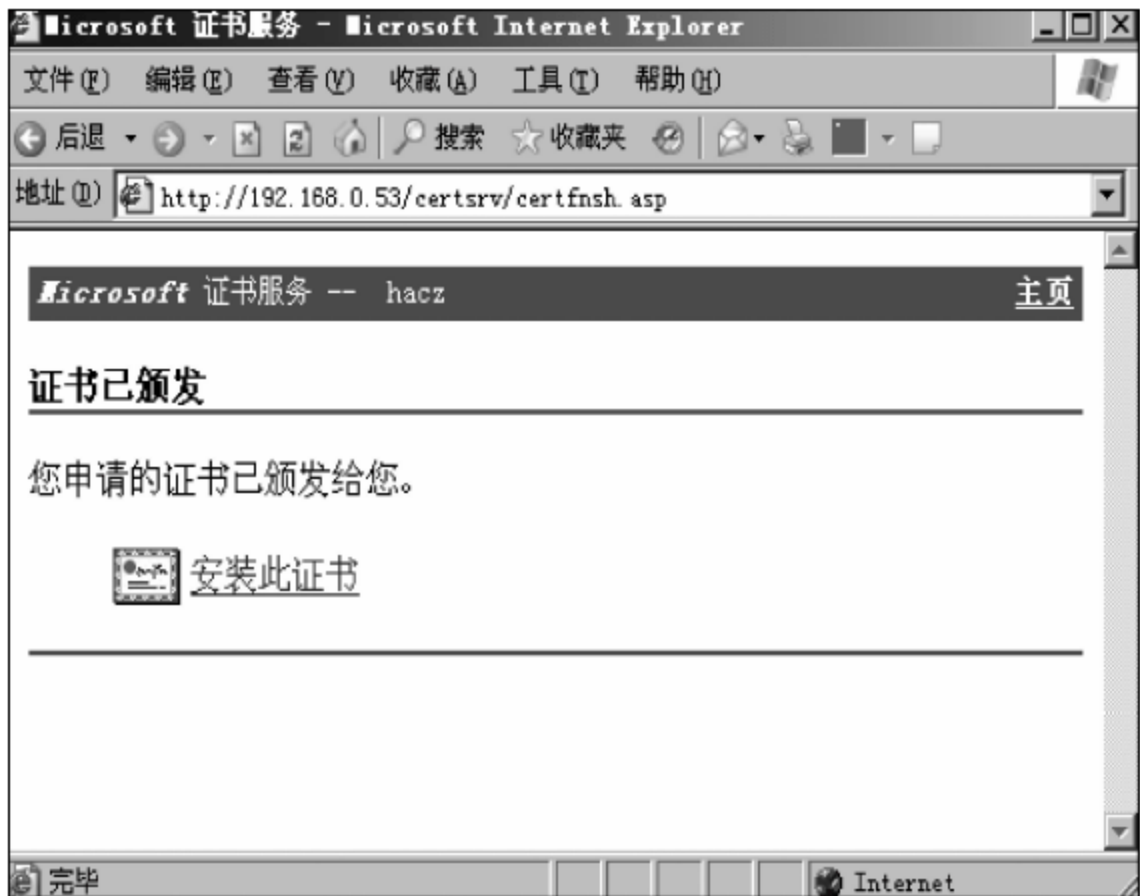 Microsoft 证书服务 - Microsoft Internet Explorer
文件(F) 编辑(E) 查看(V) 收藏(A) 工具(T) 帮助(H)
后退 搜索 收藏夹
地址(D) http://192.168.0.53/certsrv/certfnsh.asp
Microsoft 证书服务 -- hacz 主页
证书已颁发
您申请的证书已颁发给您。
安装此证书
完毕 Internet